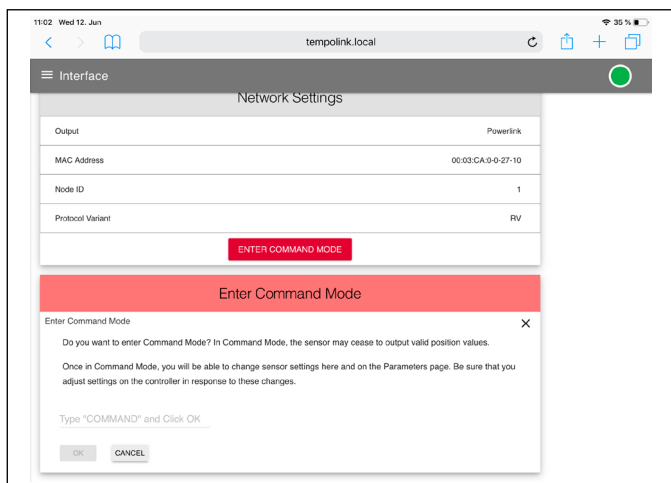 11:02 Wed 12. Jun
35 %
tempolink.local
Interface
Network Settings
Output Powerlink
MAC Address 00:03:CA:0-0-27-10
Node ID 1
Protocol Variant RV
ENTER COMMAND MODE
Enter Command Mode
Enter Command Mode
Do you want to enter Command Mode? In Command Mode, the sensor may cease to output valid position values.
Once in Command Mode, you will be able to change sensor settings here and on the Parameters page. Be sure that you
adjust settings on the controller in response to these changes.
Type "COMMAND" and Click OK
OK CANCEL